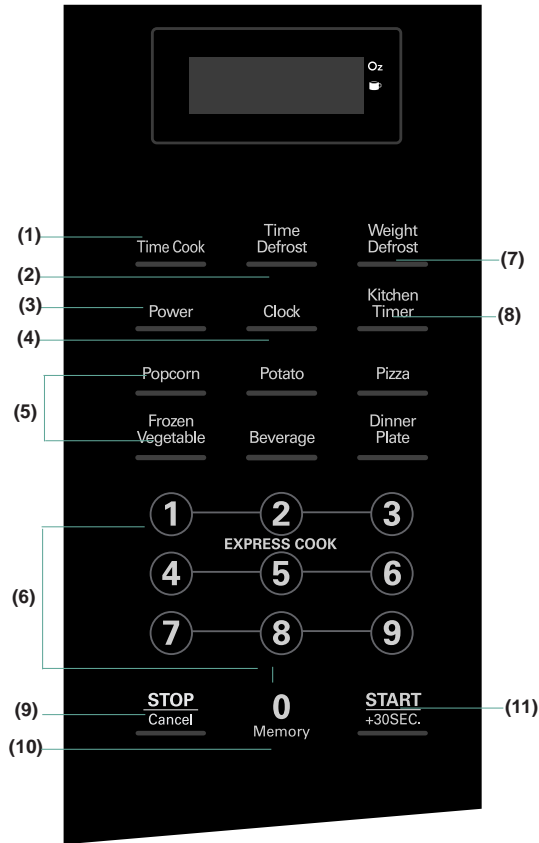 Oz
(1)
Time Cook
Time
Defrost
Weight
Defrost
(2)
(7)
(3)
Power
Clock
Kitchen
Timer
(8)
(4)
Popcorn
Potato
Pizza
(5)
Frozen
Vegetable
Beverage
Dinner
Plate
1
2
3
EXPRESS COOK
4
5
6
(6)
7
8
9
(9)
STOP
Cancel
0
Memory
START
+30SEC.
(11)
(10)